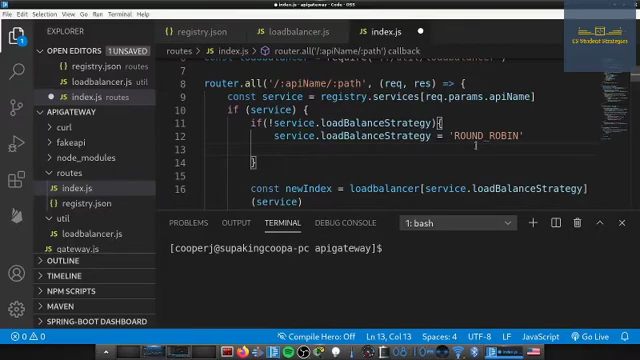 index.js - apigateway - Code - OSS
File Edit Selection View Go Run Terminal Help
EXPLORER
registry.json
loadbalancer.js
index.js
CS Student Strategies
OPEN EDITORS 1 UNSAVED
registry.json routes
loadbalancer.js util
index.js routes
APIGATEWAY
curl
fakeapi
node_modules
routes
index.js
registry.json
util
loadbalancer.js
gateway.js
OUTLINE
TIMELINE
NPM SCRIPTS
MAVEN
SPRING-BOOT DASHBOARD
routes > index.js > router.all('/:apiName/:path') callback
7
8 router.all('/:apiName/:path', (req, res) => {
9 const service = registry.services[req.params.apiName]
10 if (service) {
11 if(!service.loadBalanceStrategy){
12 service.loadBalanceStrategy = 'ROUND_ROBIN'
13
14 }
15
16 const newIndex = loadbalancer[service.loadBalanceStrategy]
(service)
PROBLEMS OUTPUT TERMINAL DEBUG CONSOLE 1: bash
[cooperj@supakingcoopa-pc apigateway]$
0 0 Compile Hero: Off Ln 13, Col 13 Spaces: 4 UTF-8 LF JavaScript Go Live